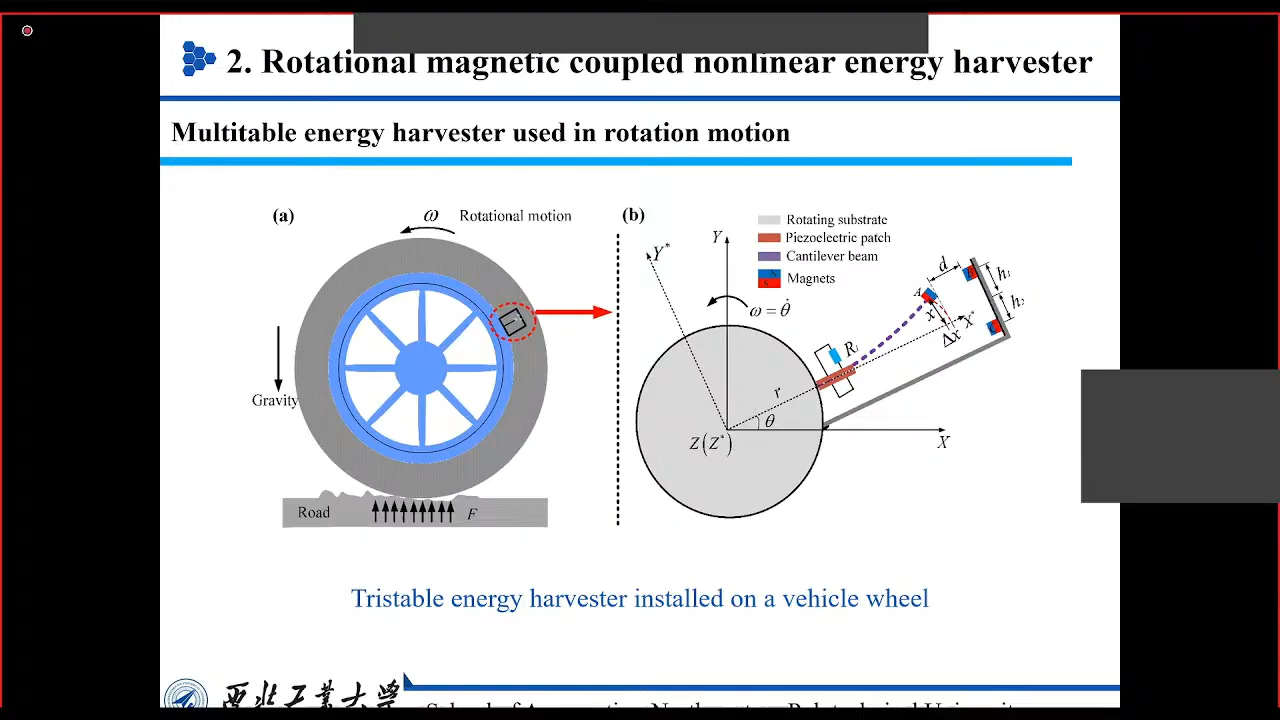 2. Rotational magnetic coupled nonlinear energy harvester
Multitable energy harvester used in rotation motion
(a)
ω
Rotational motion
Gravity
Road
F
(b)
Rotating substrate
Piezoelectric patch
Cantilever beam
Magnets
Y
Y*
ω = θ̇
R
r
θ
Z(Z*)
X
X*
A
x
Δx
d
h₁
h₂
Tristable energy harvester installed on a vehicle wheel
西北工业大学